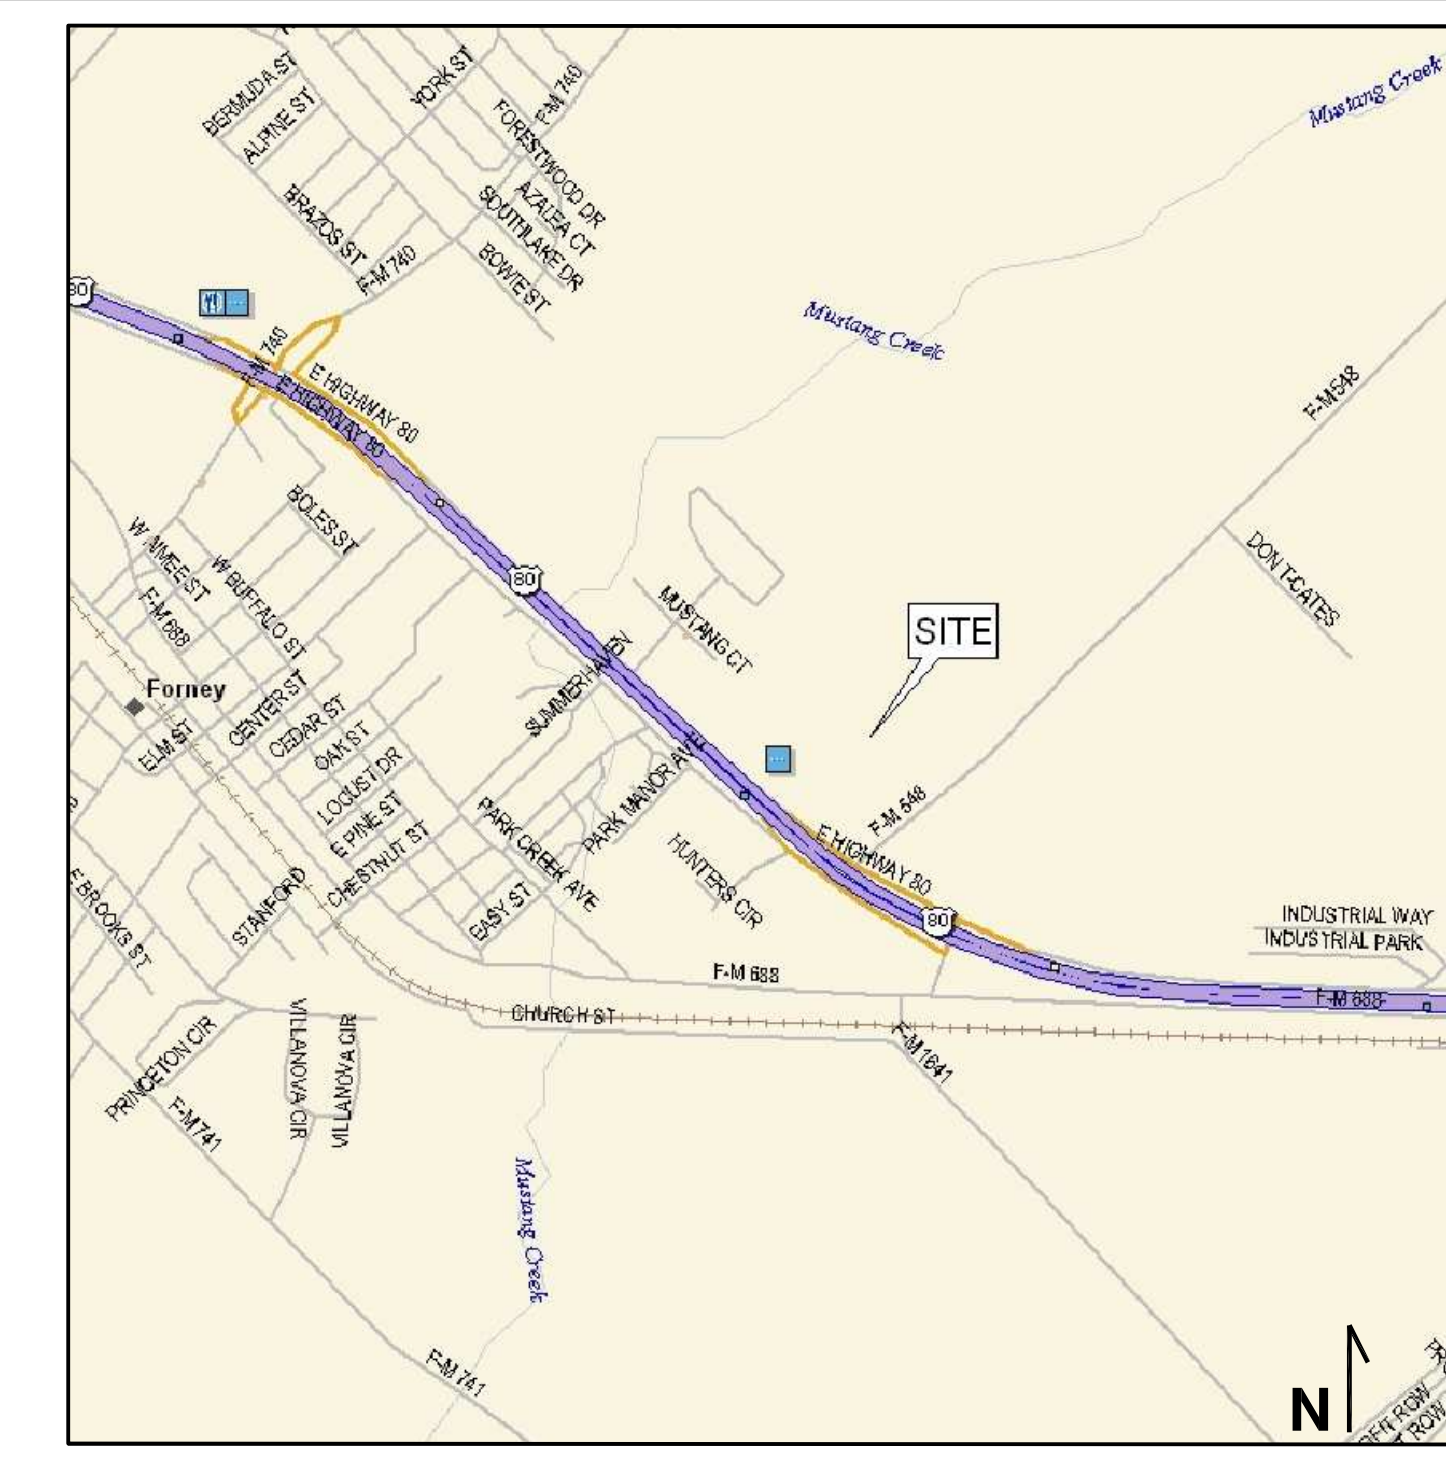 BERMUDA ST
ALPINE ST
YORK ST
F-M 740
FORESTWOOD DR
AZALEA CT
SOUTHLAKE DR
BRAZOS ST
F-M 740
BOWE ST
Mustang Creek
Mustang Creek
80
E HIGHWAY 80
E HIGHWAY 80
F-M 548
BOLES ST
W AIMEE ST
W BUFFALO ST
F-M 688
80
MUSTANG CT
DON T-CATES
SITE
Forney
CENTER ST
CEDAR ST
OAK ST
ELM ST
LOCUST DR
E PINE ST
CHESTNUT ST
PARK CREEK AVE
PARK MANOR AVE
HUNTERS CIR
F-M 548
E HIGHWAY 80
80
E BROOKS ST
STANFORD
EASY ST
INDUSTRIAL WAY
INDUSTRIAL PARK
F-M 688
F-M 688
CHURCH ST
F-M 1641
PRINCETON CIR
VILLANOVA CIR
VILLANOVA CIR
F-M 741
Mustang Creek
F-M 741
N